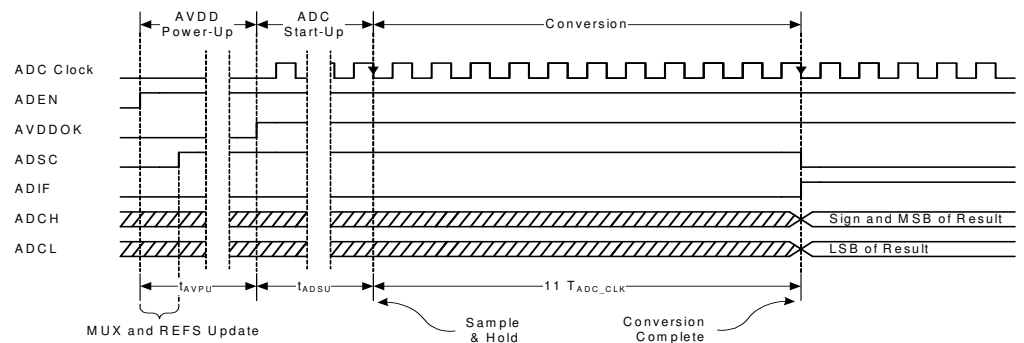 AVDD
Power-Up
ADC
Start-Up
Conversion
ADC Clock
ADEN
AVDDOK
ADSC
ADIF
ADCH
Sign and MSB of Result
ADCL
LSB of Result
tAVPU
tADSU
11 TADC_CLK
MUX and REFS Update
Sample
& Hold
Conversion
Complete